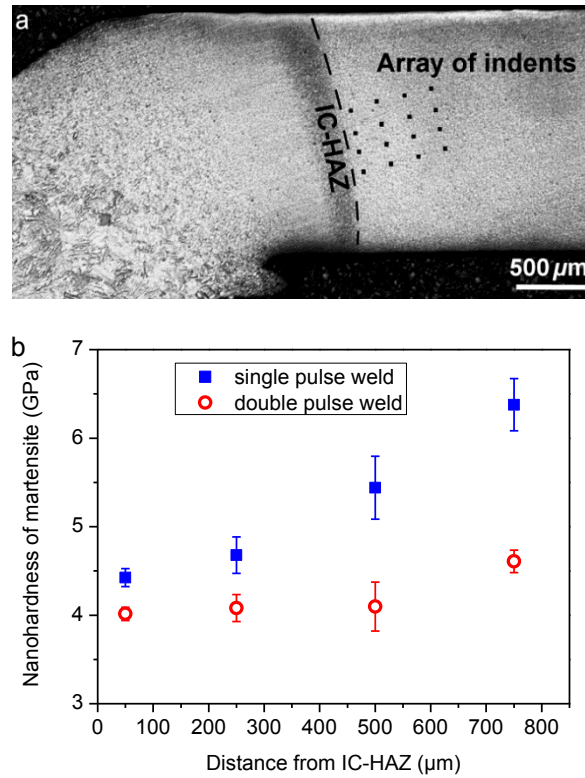 a
Array of indents
IC-HAZ
500 µm
b
7
6
5
4
3
0
100
200
300
400
500
600
700
800
Nanohardness of martensite (GPa)
Distance from IC-HAZ (µm)
single pulse weld
double pulse weld